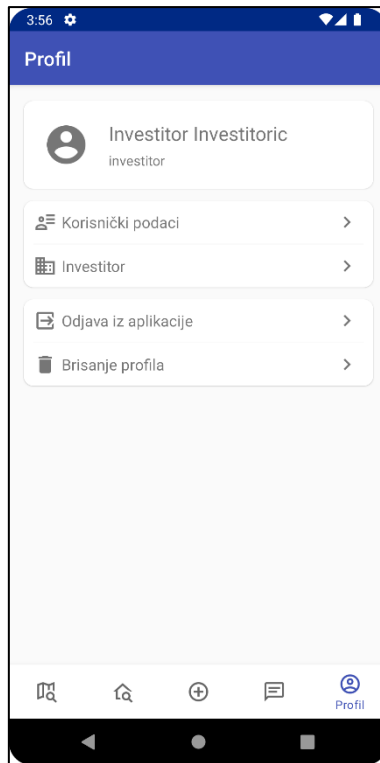 3:56
Profil
Investitor Investitoric
investitor
Korisnički podaci
Investitor
Odjava iz aplikacije
Brisanje profila
Profil